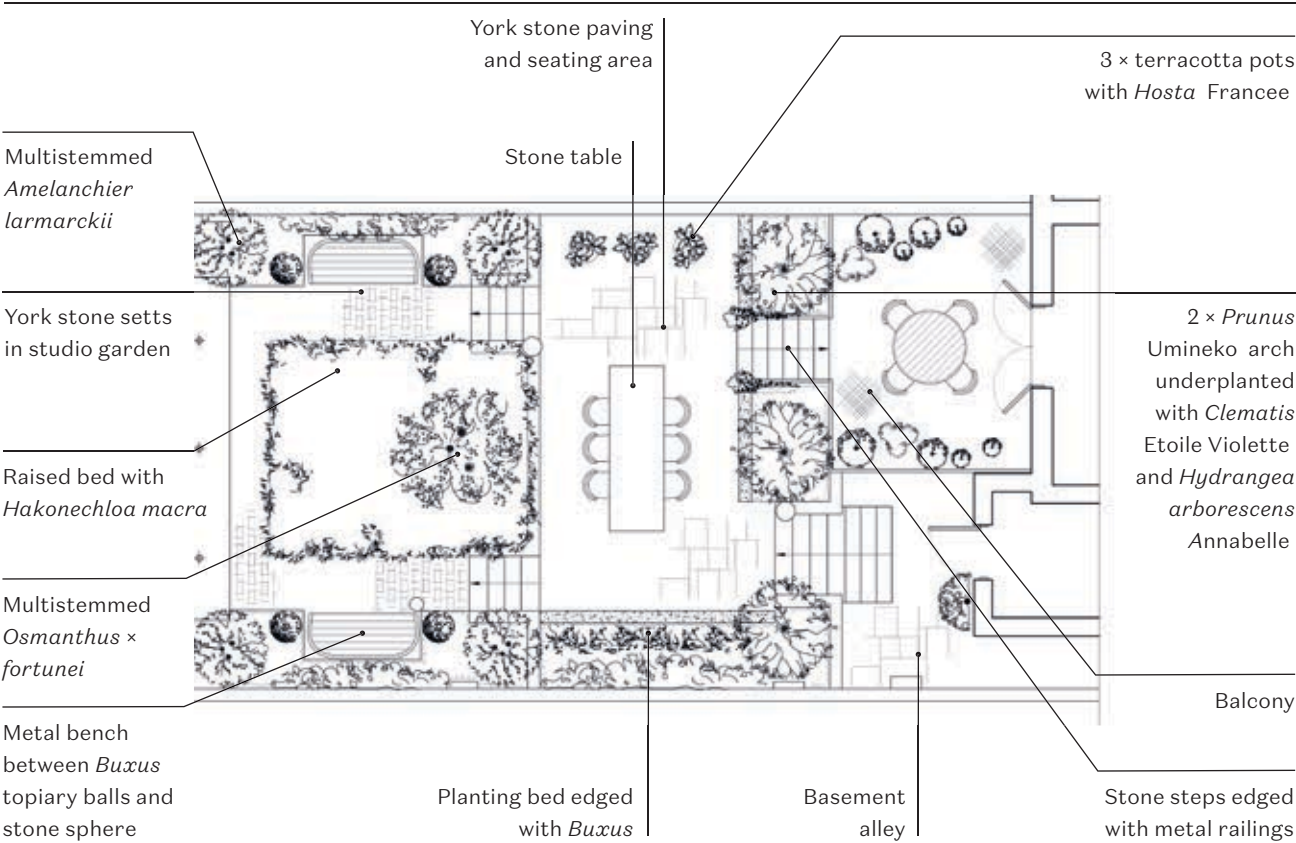 York stone paving
and seating area
3 × terracotta pots
with Hosta Francee
Multistemmed
Amelanchier
larmarckii
Stone table
York stone setts
in studio garden
2 × Prunus
Umineko arch
underplanted
with Clematis
Etoile Violette
and Hydrangea
arborescens
Annabelle
Raised bed with
Hakonechloa macra
Multistemmed
Osmanthus ×
fortunei
Balcony
Metal bench
between Buxus
topiary balls and
stone sphere
Planting bed edged
with Buxus
Basement
alley
Stone steps edged
with metal railings